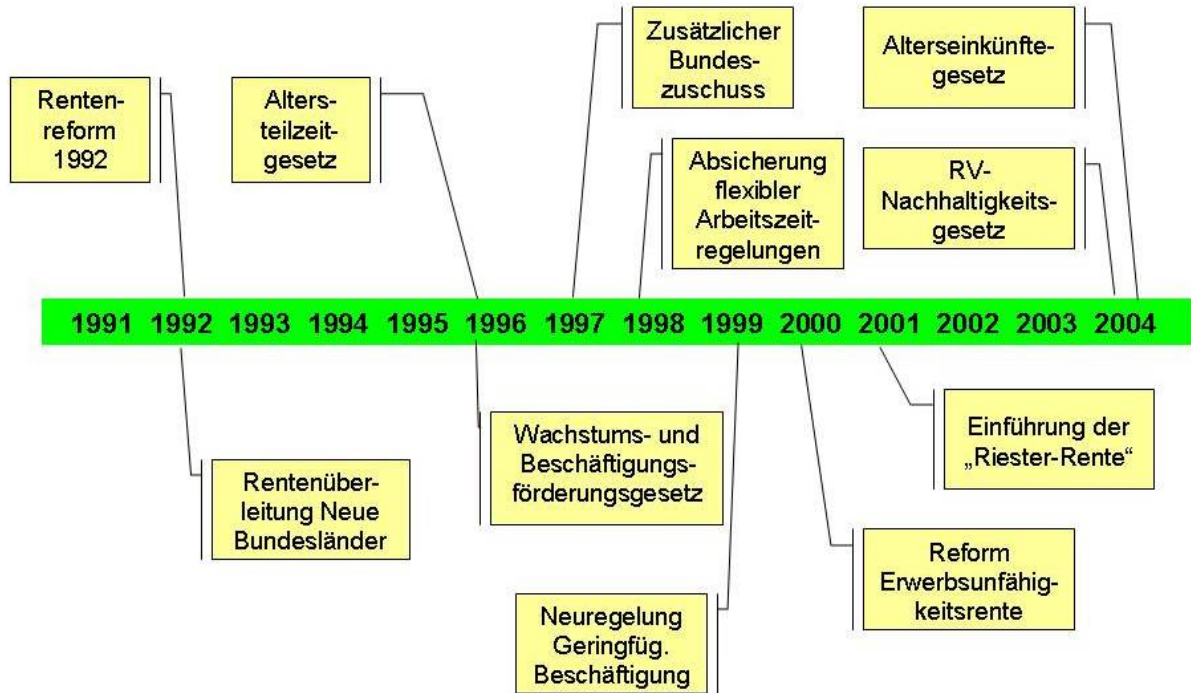 Renten-
reform
1992
Alters-
teilzeit-
gesetz
Zusätzlicher
Bundes-
zuschuss
Alterseinkünfte-
gesetz
Absicherung
flexibler
Arbeitszeit-
regelungen
RV-
Nachhaltigkeits-
gesetz
1991 1992 1993 1994 1995 1996 1997 1998 1999 2000 2001 2002 2003 2004
Rentenüber-
leitung Neue
Bundesländer
Wachstums- und
Beschäftigungs-
förderungsgesetz
Neuregelung
Geringfüg.
Beschäftigung
Reform
Erwerbsunfähig-
keitsrente
Einführung der
„Riester-Rente“